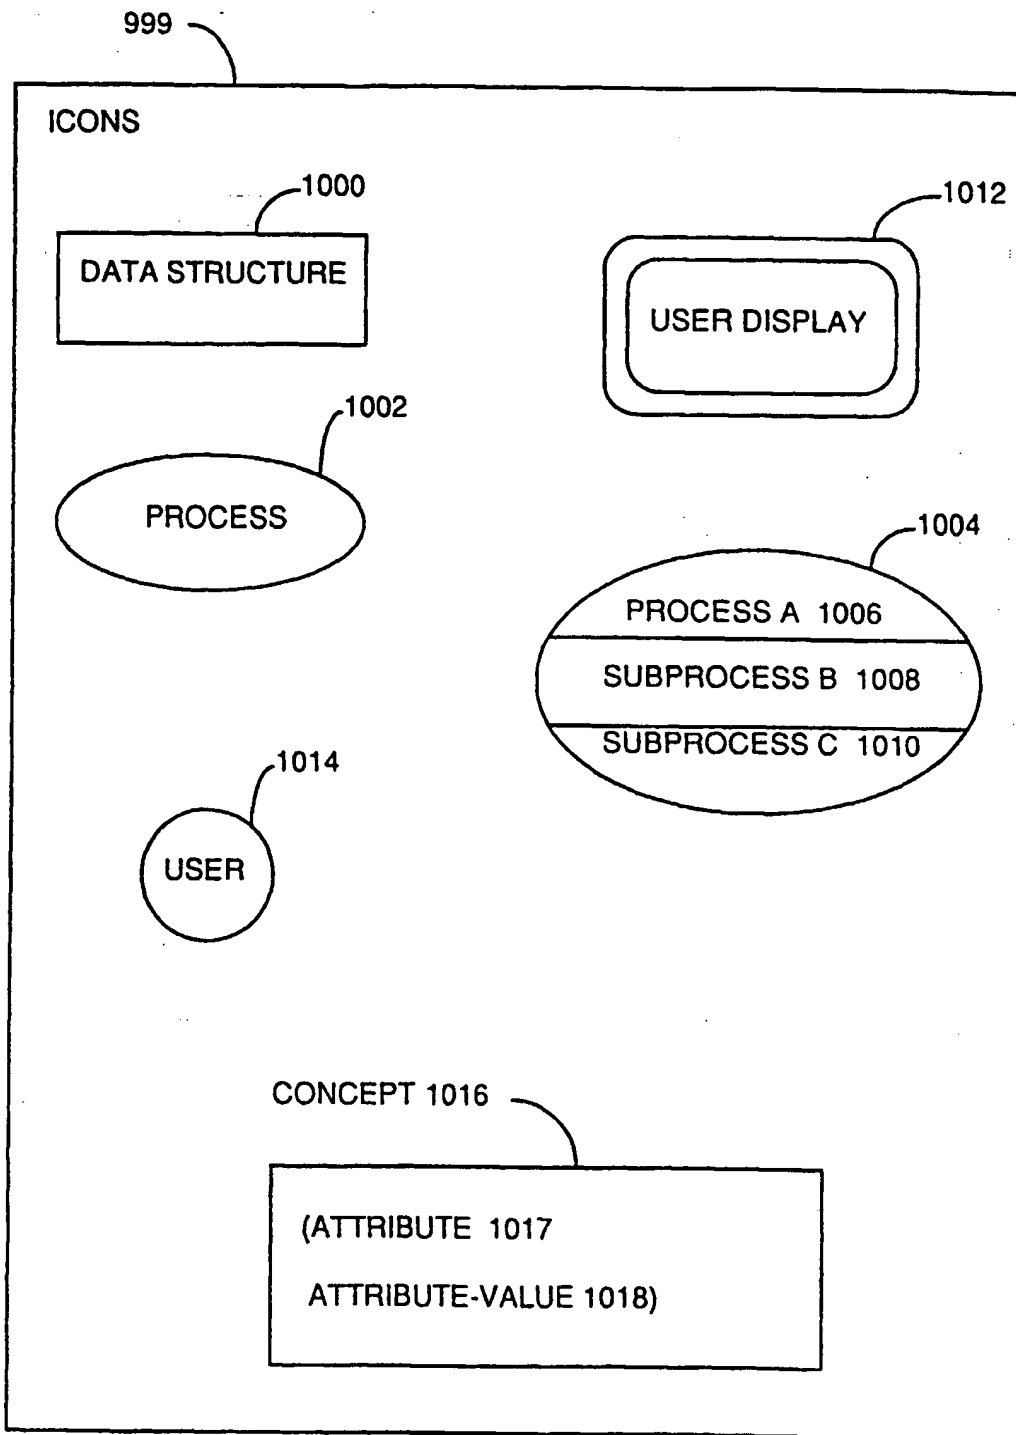 999
ICONS
1000
DATA STRUCTURE
1012
USER DISPLAY
1002
PROCESS
1004
PROCESS A 1006
SUBPROCESS B 1008
SUBPROCESS C 1010
1014
USER
CONCEPT 1016
(ATTRIBUTE 1017
ATTRIBUTE-VALUE 1018)